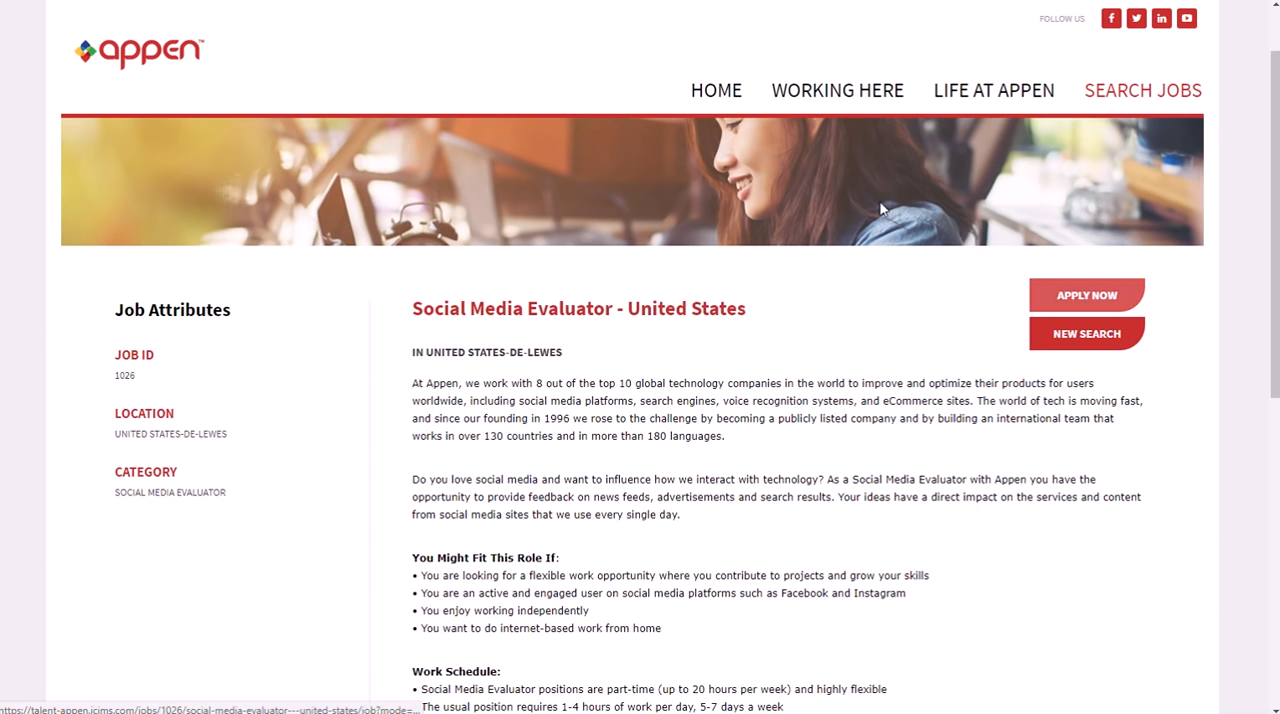 FOLLOW US
appen™
HOME WORKING HERE LIFE AT APPEN SEARCH JOBS
Job Attributes
JOB ID
1026
LOCATION
UNITED STATES-DE-LEWES
CATEGORY
SOCIAL MEDIA EVALUATOR
Social Media Evaluator - United States
APPLY NOW
NEW SEARCH
IN UNITED STATES-DE-LEWES
At Appen, we work with 8 out of the top 10 global technology companies in the world to improve and optimize their products for users
worldwide, including social media platforms, search engines, voice recognition systems, and eCommerce sites. The world of tech is moving fast,
and since our founding in 1996 we rose to the challenge by becoming a publicly listed company and by building an international team that
works in over 130 countries and in more than 180 languages.
Do you love social media and want to influence how we interact with technology? As a Social Media Evaluator with Appen you have the
opportunity to provide feedback on news feeds, advertisements and search results. Your ideas have a direct impact on the services and content
from social media sites that we use every single day.
You Might Fit This Role If:
• You are looking for a flexible work opportunity where you contribute to projects and grow your skills
• You are an active and engaged user on social media platforms such as Facebook and Instagram
• You enjoy working independently
• You want to do internet-based work from home
Work Schedule:
• Social Media Evaluator positions are part-time (up to 20 hours per week) and highly flexible
The usual position requires 1-4 hours of work per day, 5-7 days a week
https://talent-appen.icims.com/jobs/1026/social-media-evaluator---united-states/job?mode=...